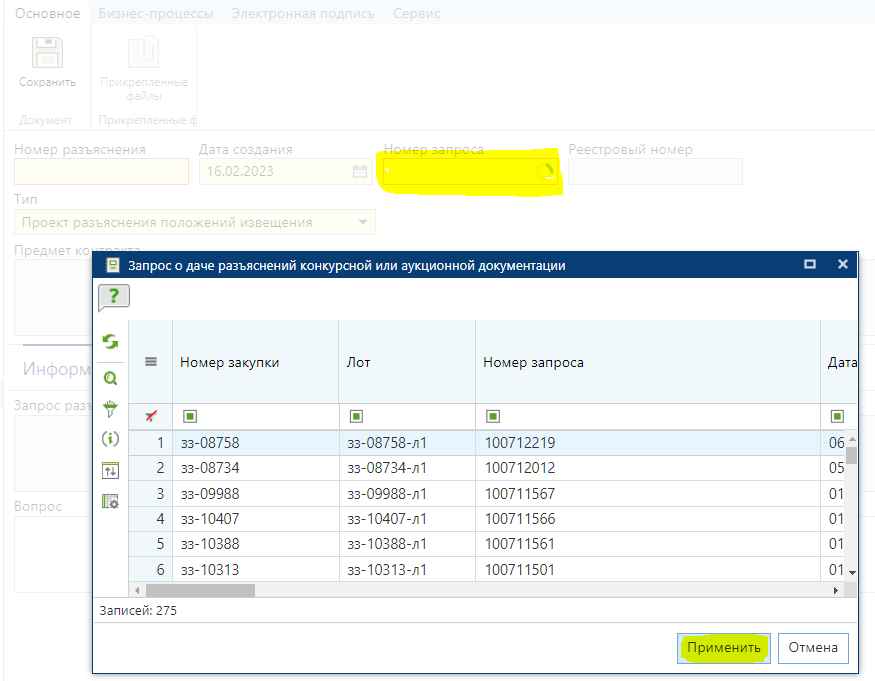 Основное Бизнес-процессы Электронная подпись Сервис
Сохранить Прикрепленные
файлы
Документ Прикрепленные ф
Номер разъяснения Дата создания Номер запроса Реестровый номер
16.02.2023
Тип
Проект разъяснения положений извещения
Предмет контракта
Запрос о даче разъяснений конкурсной или аукционной документации
?
Номер закупки Лот Номер запроса Дата
Информ
Запрос разъ
Вопрос
1 зз-08758 зз-08758-л1 100712219 06
2 зз-08734 зз-08734-л1 100712012 05
3 зз-09988 зз-09988-л1 100711567 01
4 зз-10407 зз-10407-л1 100711566 01
5 зз-10388 зз-10388-л1 100711561 01
6 зз-10313 зз-10313-л1 100711501 01
Записей: 275
Применить Отмена